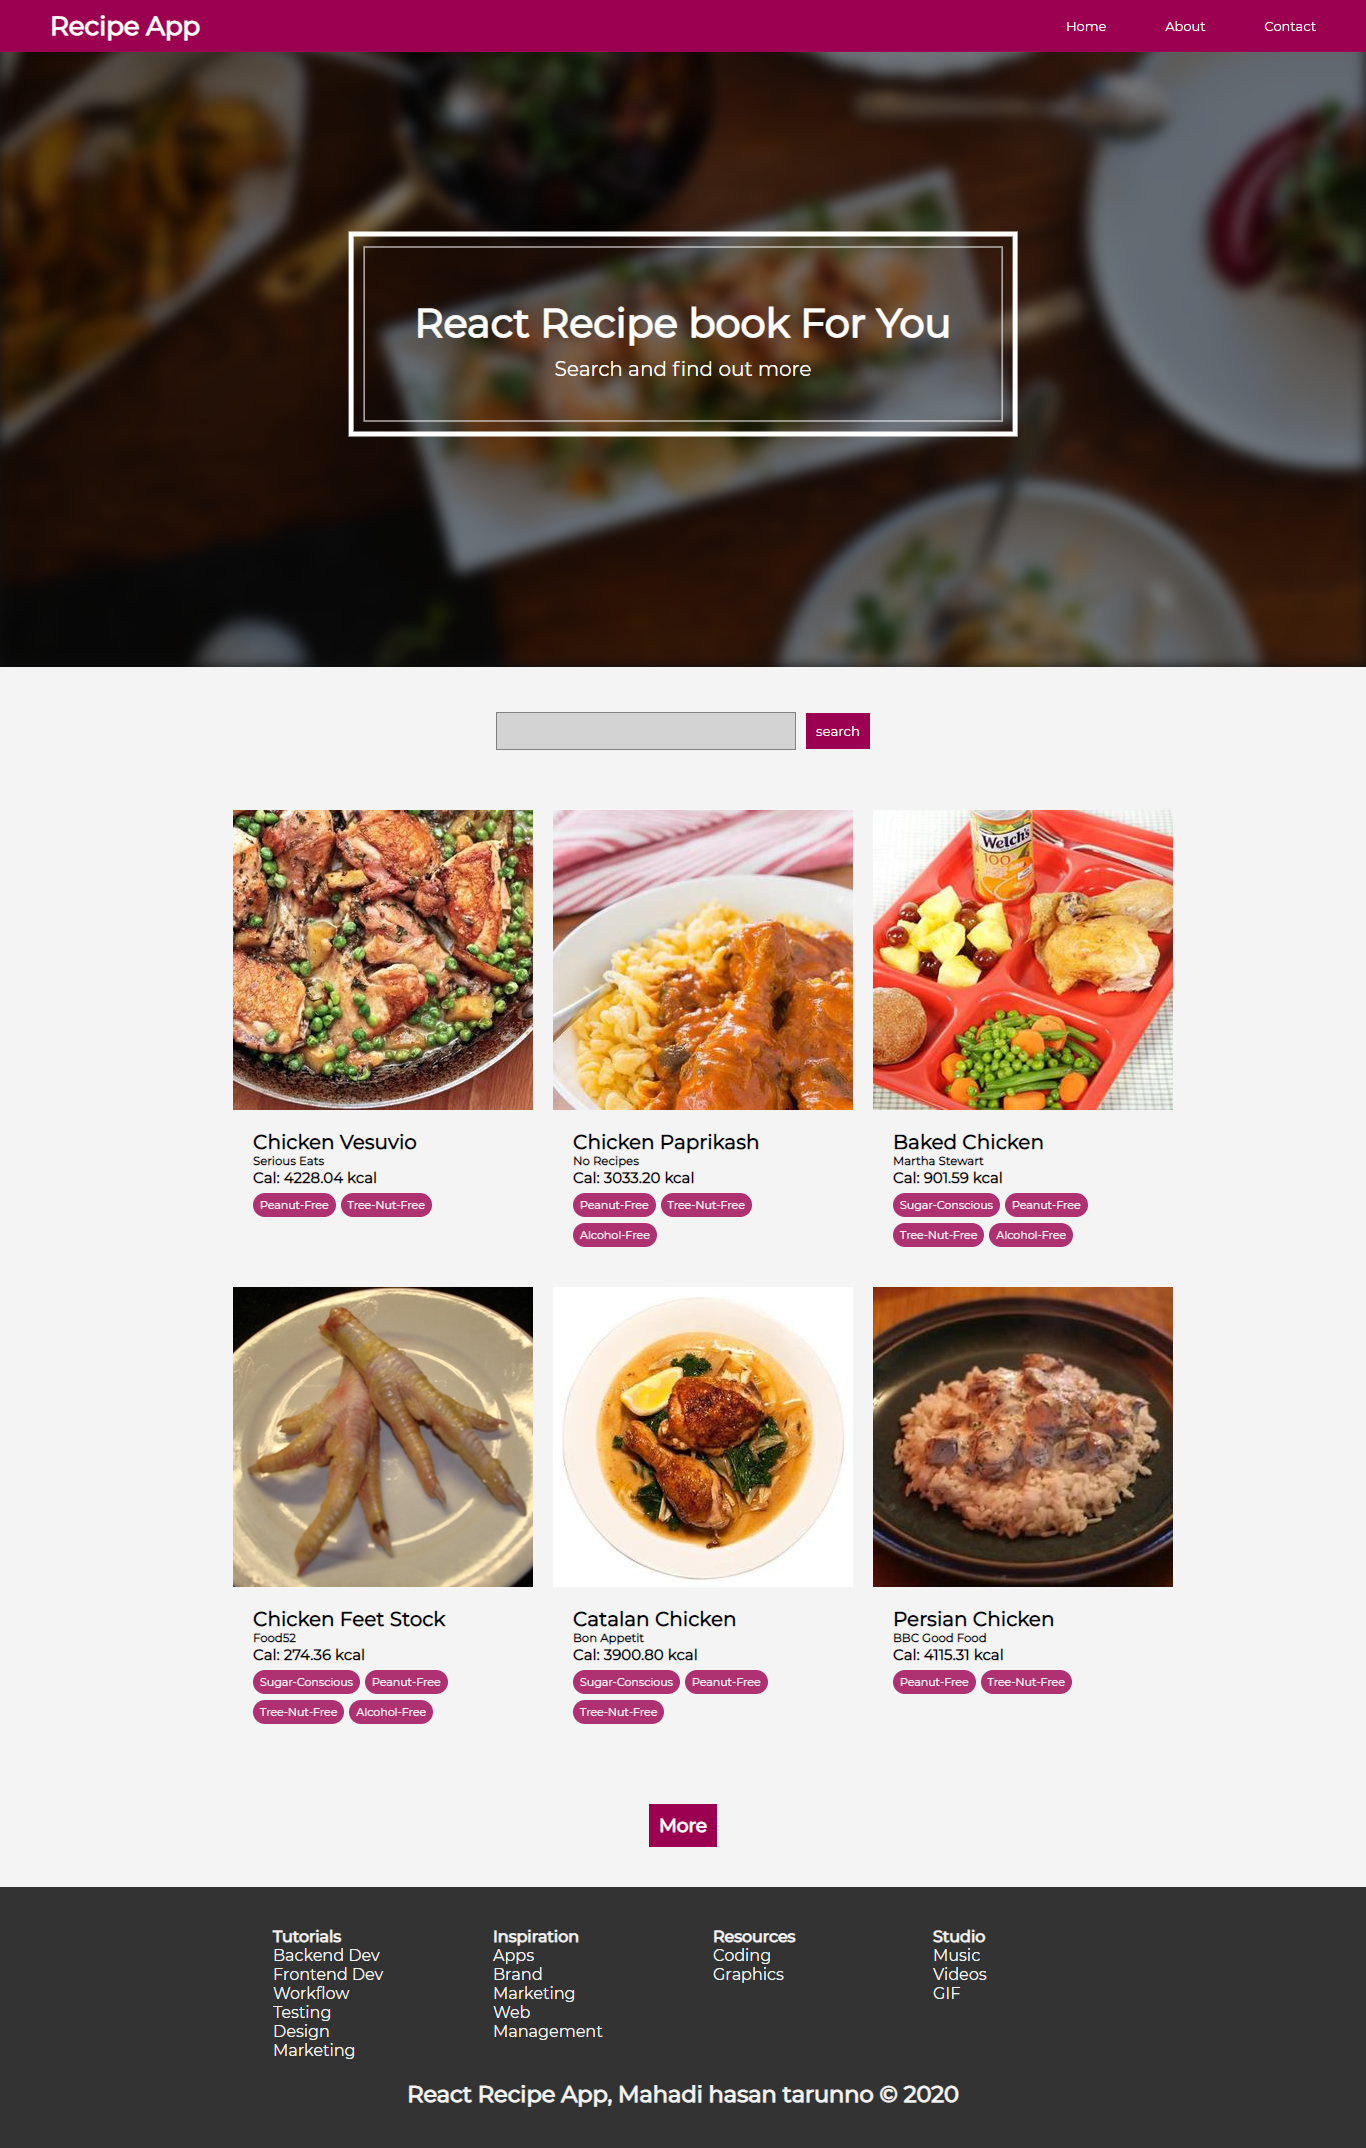 Recipe App
Home About Contact
React Recipe book For You
Search and find out more
search
Welch's
100
Chicken Vesuvio
Serious Eats
Cal: 4228.04 kcal
Peanut-Free Tree-Nut-Free
Chicken Paprikash
No Recipes
Cal: 3033.20 kcal
Peanut-Free Tree-Nut-Free
Alcohol-Free
Baked Chicken
Martha Stewart
Cal: 901.59 kcal
Sugar-Conscious Peanut-Free
Tree-Nut-Free Alcohol-Free
Chicken Feet Stock
Food52
Cal: 274.36 kcal
Sugar-Conscious Peanut-Free
Tree-Nut-Free Alcohol-Free
Catalan Chicken
Bon Appetit
Cal: 3900.80 kcal
Sugar-Conscious Peanut-Free
Tree-Nut-Free
Persian Chicken
BBC Good Food
Cal: 4115.31 kcal
Peanut-Free Tree-Nut-Free
More
Tutorials
Backend Dev
Frontend Dev
Workflow
Testing
Design
Marketing
Inspiration
Apps
Brand
Marketing
Web
Management
Resources
Coding
Graphics
Studio
Music
Videos
GIF
React Recipe App, Mahadi hasan tarunno © 2020